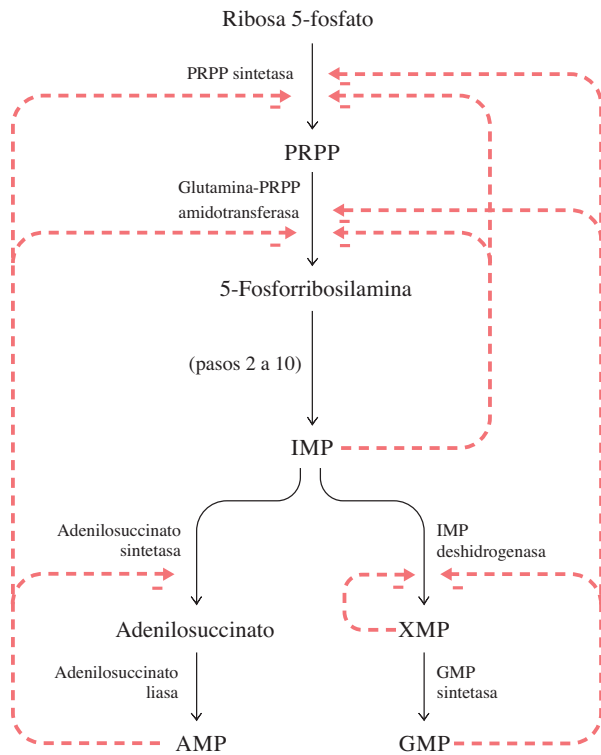 Ribosa 5-fosfato
PRPP sintetasa
PRPP
Glutamina-PRPP
amidotransferasa
5-Fosforribosilamina
(pasos 2 a 10)
IMP
Adenilosuccinato
sintetasa
IMP
deshidrogenasa
Adenilosuccinato
XMP
Adenilosuccinato
liasa
GMP
sintetasa
AMP
GMP